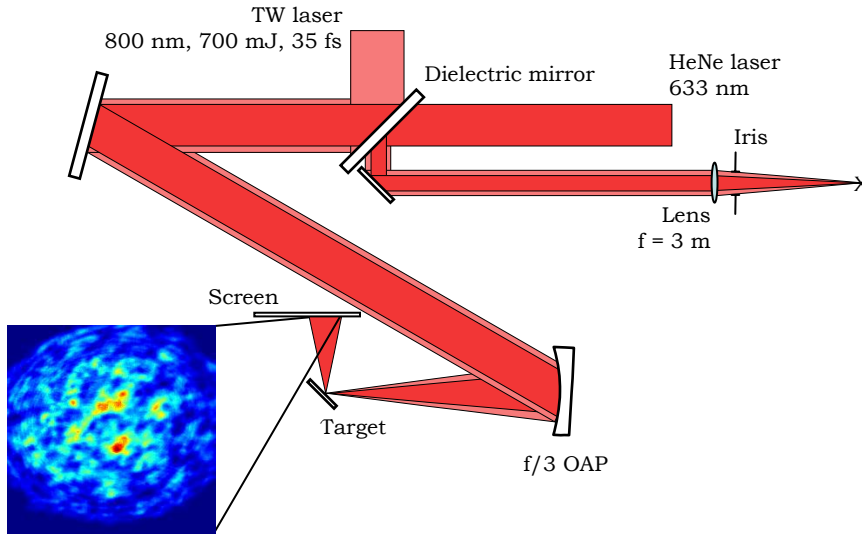 TW laser
800 nm, 700 mJ, 35 fs
Dielectric mirror
HeNe laser
633 nm
Iris
Lens
f = 3 m
Screen
Target
f/3 OAP